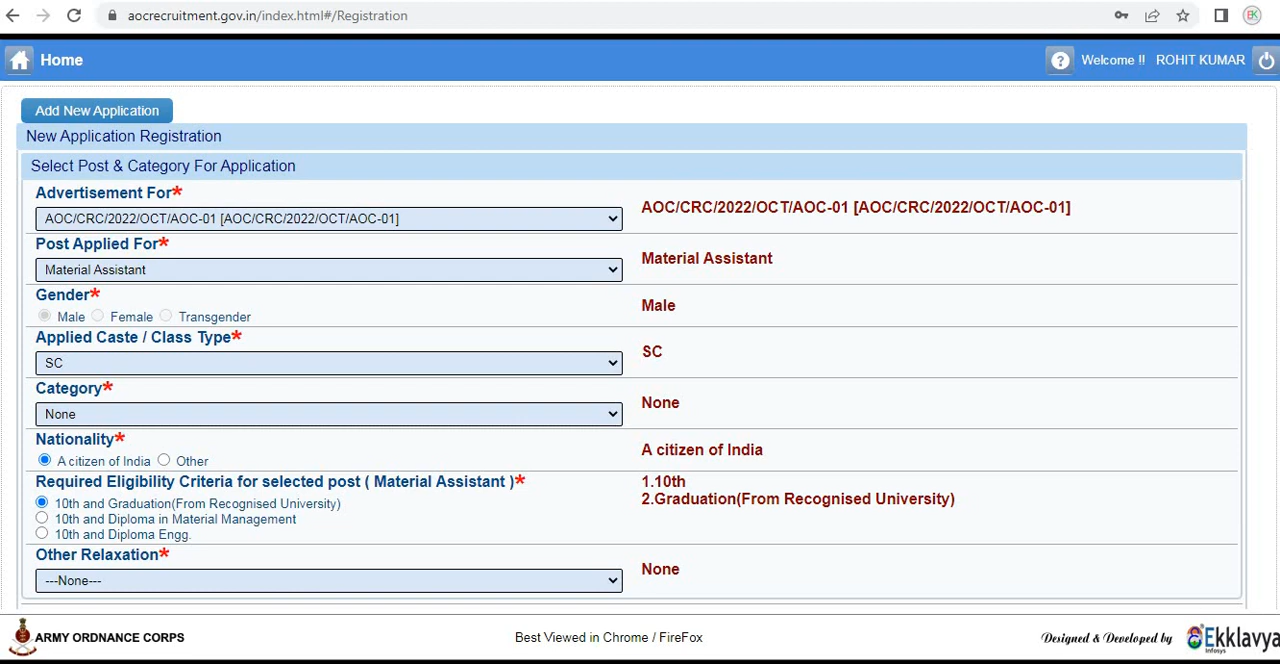 aocrecruitment.gov.in/index.html#/Registration
EK
Home
? Welcome !! ROHIT KUMAR
Add New Application
New Application Registration
Select Post & Category For Application
Advertisement For*
AOC/CRC/2022/OCT/AOC-01 [AOC/CRC/2022/OCT/AOC-01]
AOC/CRC/2022/OCT/AOC-01 [AOC/CRC/2022/OCT/AOC-01]
Post Applied For*
Material Assistant
Material Assistant
Gender*
Male Female Transgender
Male
Applied Caste / Class Type*
SC
SC
Category*
None
None
Nationality*
A citizen of India Other
A citizen of India
Required Eligibility Criteria for selected post ( Material Assistant )*
10th and Graduation(From Recognised University)
10th and Diploma in Material Management
10th and Diploma Engg.
1.10th
2.Graduation(From Recognised University)
Other Relaxation*
---None---
None
ARMY ORDNANCE CORPS
Best Viewed in Chrome / FireFox
Designed & Developed by
Ekklavya
Infosys